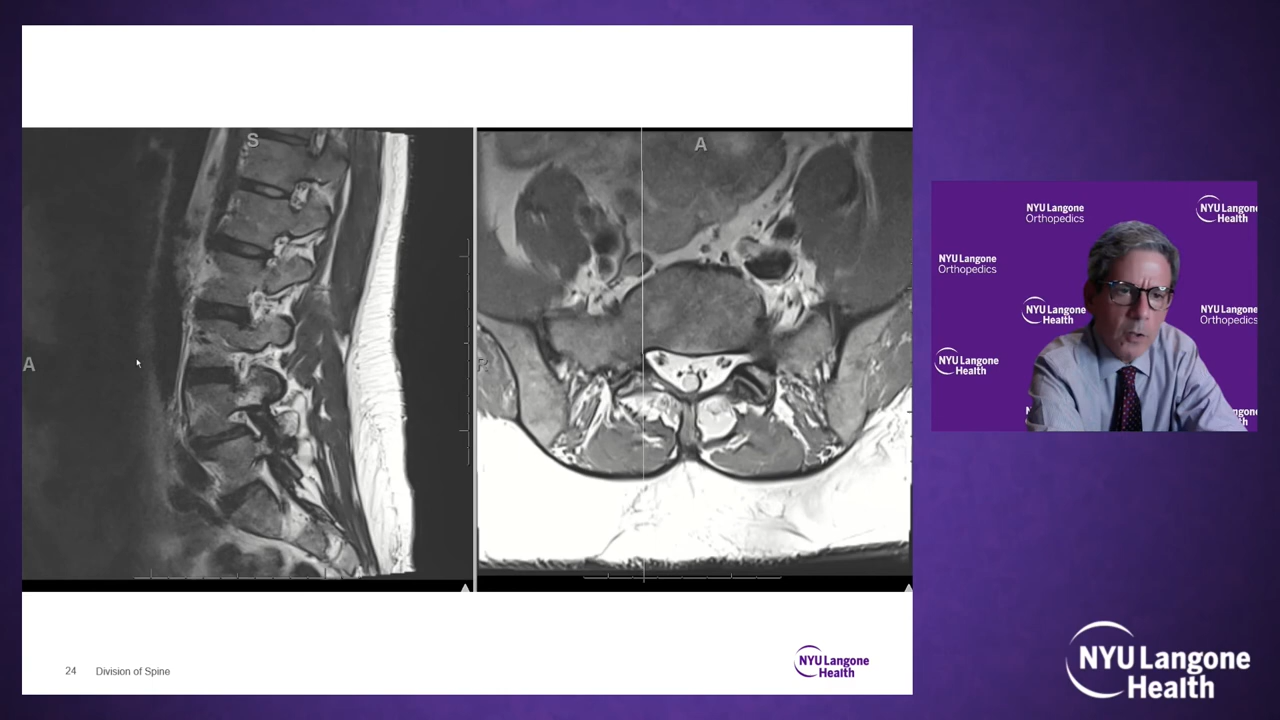 S
A
A
R
24 Division of Spine
NYU Langone
Health
NYU Langone
Orthopedics
NYU Langone
Health
NYU Langone
Orthopedics
NYU Langone
Health
NYU Langone
Orthopedics
NYU Langone
Health
NYU Langone
Health